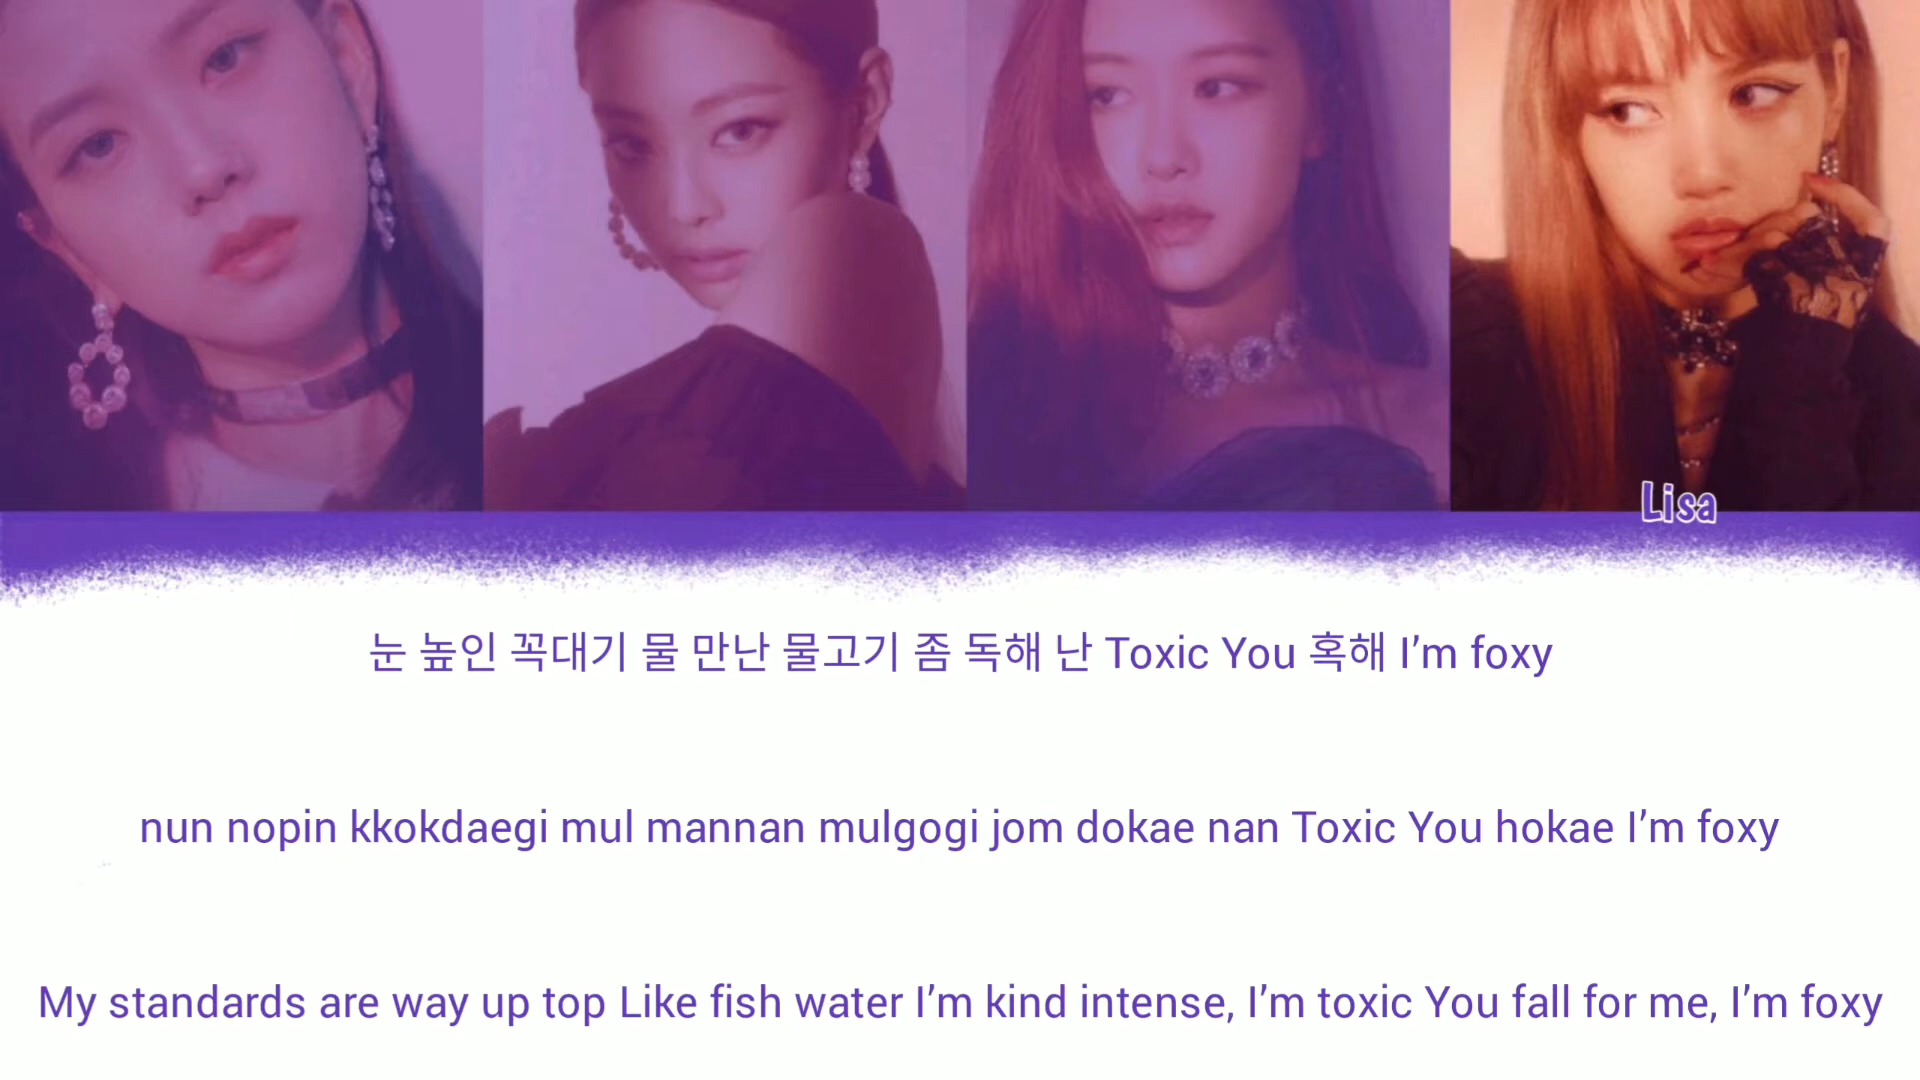 Lisa
눈 높인 꼭대기 물 만난 물고기 좀 독해 난 Toxic You 혹해 I’m foxy
nun nopin kkokdaegi mul mannan mulgogi jom dokae nan Toxic You hokae I’m foxy
My standards are way up top Like fish water I’m kind intense, I’m toxic You fall for me, I’m foxy